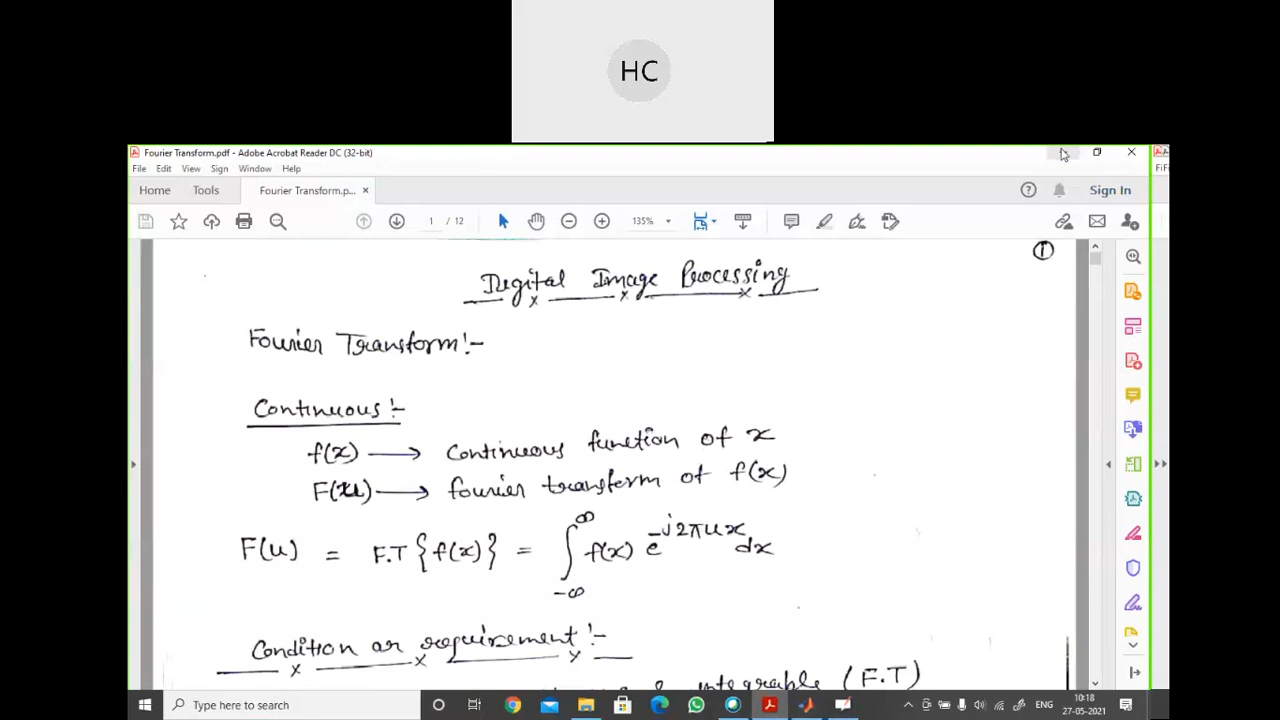 HC
Fourier Transform.pdf - Adobe Acrobat Reader DC (32-bit)
File Edit View Sign Window Help
FiFi
Home Tools Fourier Transform.p... × Sign In
1 / 12 135%
1
Digital Image Processing
Fourier Transform:-
Continuous:-
f(x) → Continuous function of x
F(u) → fourier transform of f(x)
F(u) = F.T {f(x)} = ∫_{-∞}^{∞} f(x) e^{-j2πux} dx
Condition or requirement:-
& integrable (F.T)
Type here to search
ENG 10:18
27-05-2021